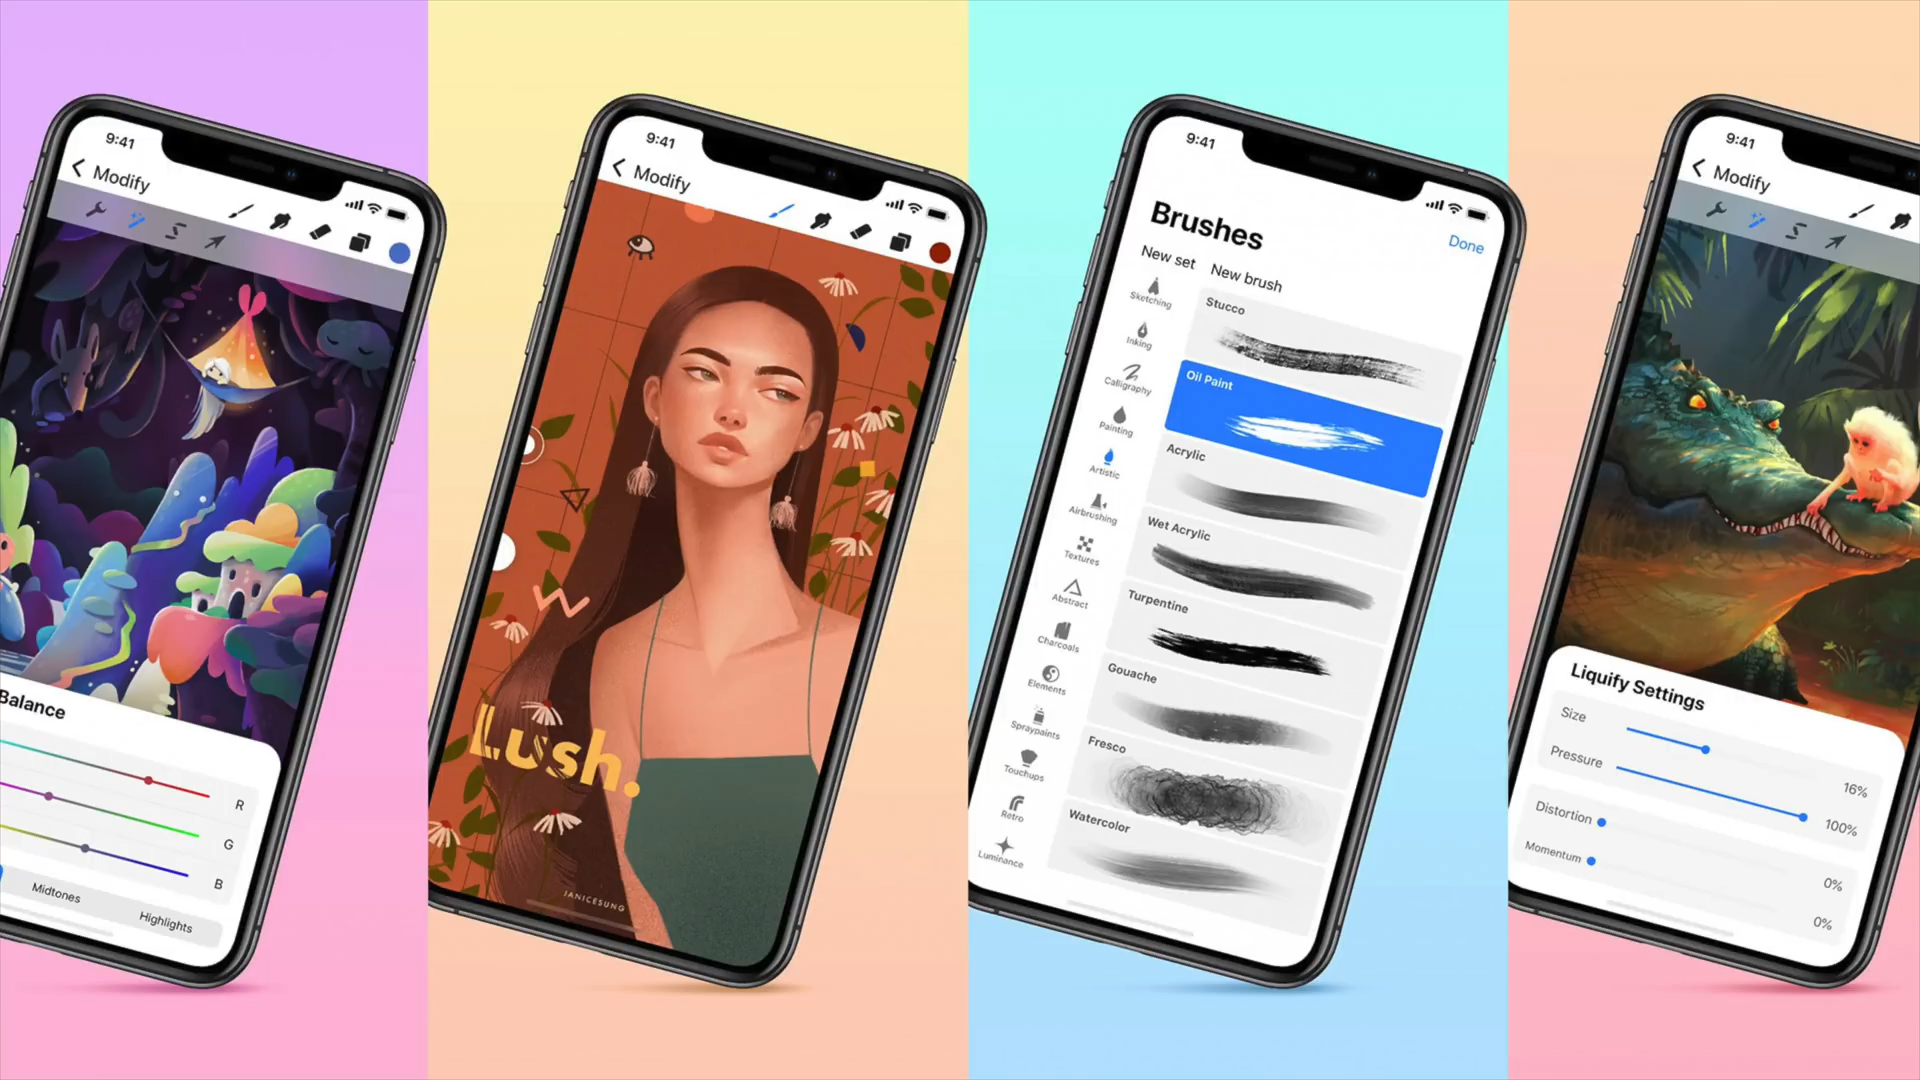 9:41
Modify
Balance
R
G
B
Midtones
Highlights
9:41
Modify
Lush.
JANICESUNG
9:41
Brushes
Done
New set
New brush
Sketching
Inking
Calligraphy
Painting
Artistic
Airbrushing
Textures
Abstract
Charcoals
Elements
Spraypaints
Touchups
Retro
Luminance
Stucco
Oil Paint
Acrylic
Wet Acrylic
Turpentine
Gouache
Fresco
Watercolor
9:41
Modify
Liquify Settings
Size
16%
Pressure
100%
Distortion
0%
Momentum
0%